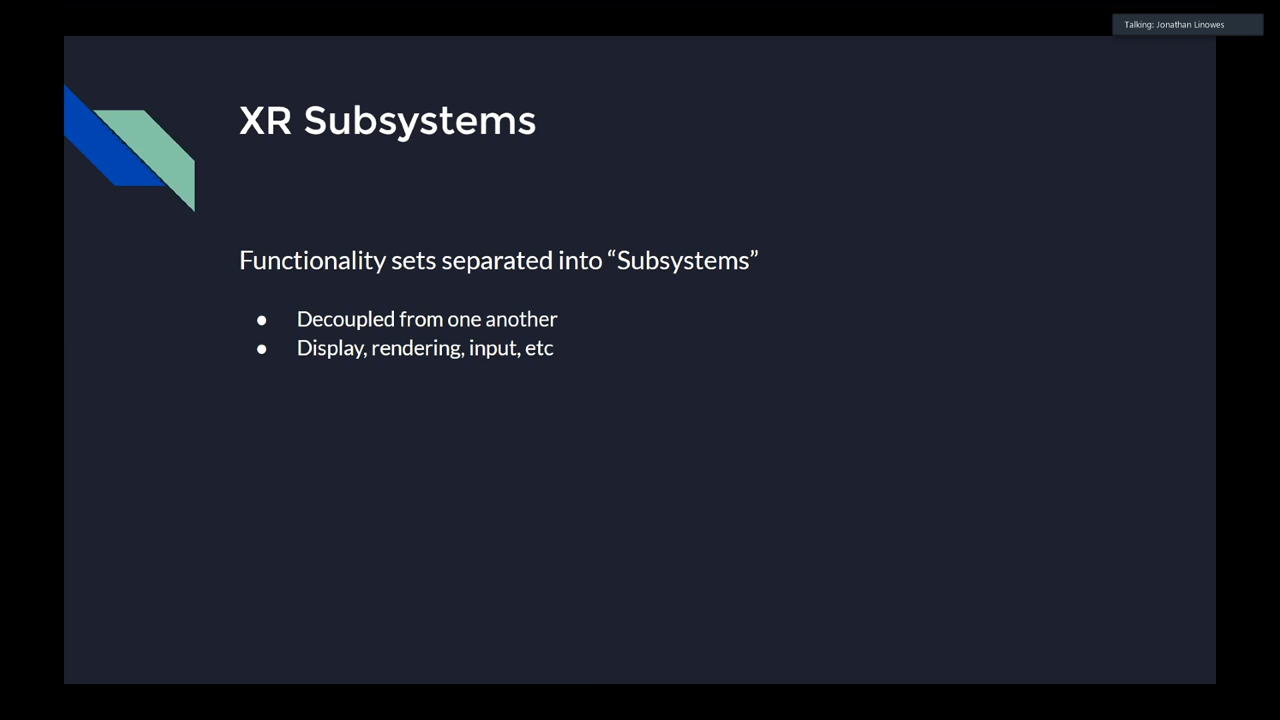 Talking: Jonathan Linowes
XR Subsystems
Functionality sets separated into “Subsystems”
● Decoupled from one another
● Display, rendering, input, etc